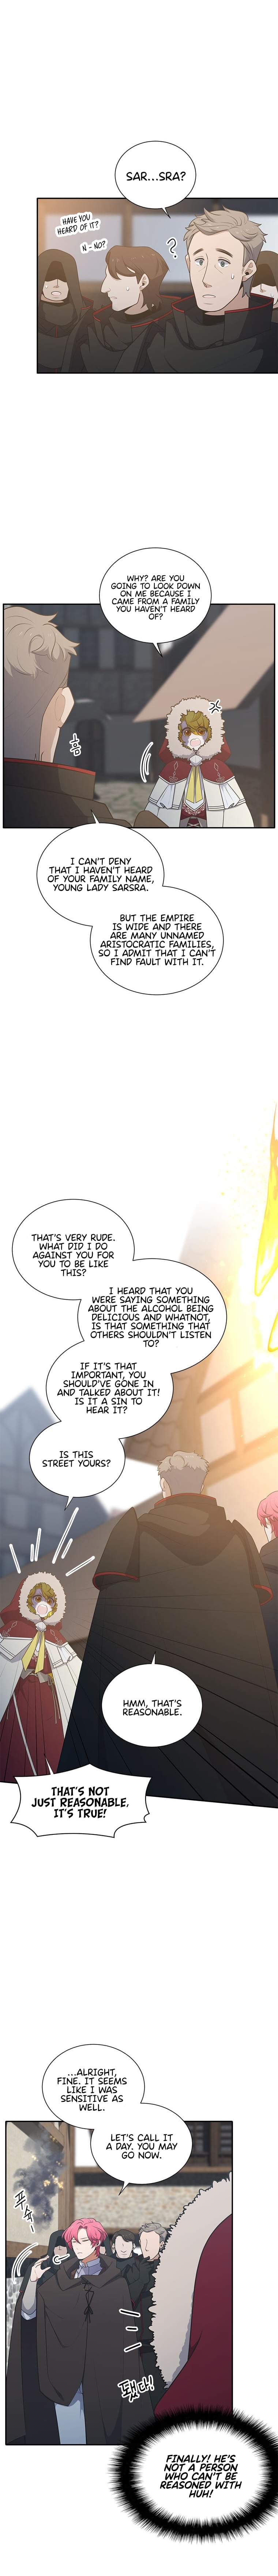 SAR...SRA?
HAVE YOU
HEARD OF IT?
N - NO?
?
WHY? ARE YOU
GOING TO LOOK DOWN
ON ME BECAUSE I
CAME FROM A FAMILY
YOU HAVEN'T HEARD
OF?
흠
I CAN'T DENY
THAT I HAVEN'T HEARD
OF YOUR FAMILY NAME,
YOUNG LADY SARSRA.
BUT THE EMPIRE
IS WIDE AND THERE
ARE MANY UNNAMED
ARISTOCRATIC FAMILIES,
SO I ADMIT THAT I CAN'T
FIND FAULT WITH IT.
THAT'S VERY RUDE.
WHAT DID I DO
AGAINST YOU FOR
YOU TO BE LIKE
THIS?
I HEARD THAT YOU
WERE SAYING SOMETHING
ABOUT THE ALCOHOL BEING
DELICIOUS AND WHATNOT,
IS THAT SOMETHING THAT
OTHERS SHOULDN'T LISTEN
TO?
IF IT'S THAT
IMPORTANT, YOU
SHOULD'VE GONE IN
AND TALKED ABOUT IT!
IS IT A SIN TO
HEAR IT?
IS THIS
STREET YOURS?
HMM, THAT'S
REASONABLE.
THAT'S NOT
JUST REASONABLE,
IT'S TRUE!
...ALRIGHT,
FINE. IT SEEMS
LIKE I WAS
SENSITIVE AS
WELL.
LET'S CALL IT
A DAY. YOU MAY
GO NOW.
됐다!
FINALLY! HE'S
NOT A PERSON
WHO CAN'T BE
REASONED WITH
HUH!